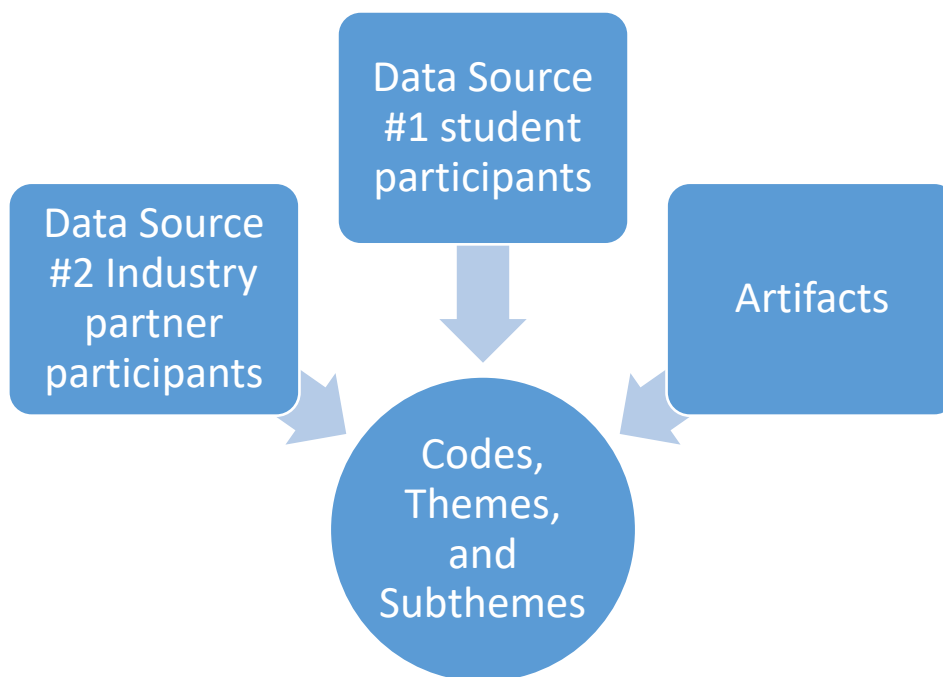 Data Source
#1 student
participants
Data Source
#2 Industry
partner
participants
Artifacts
Codes,
Themes,
and
Subthemes